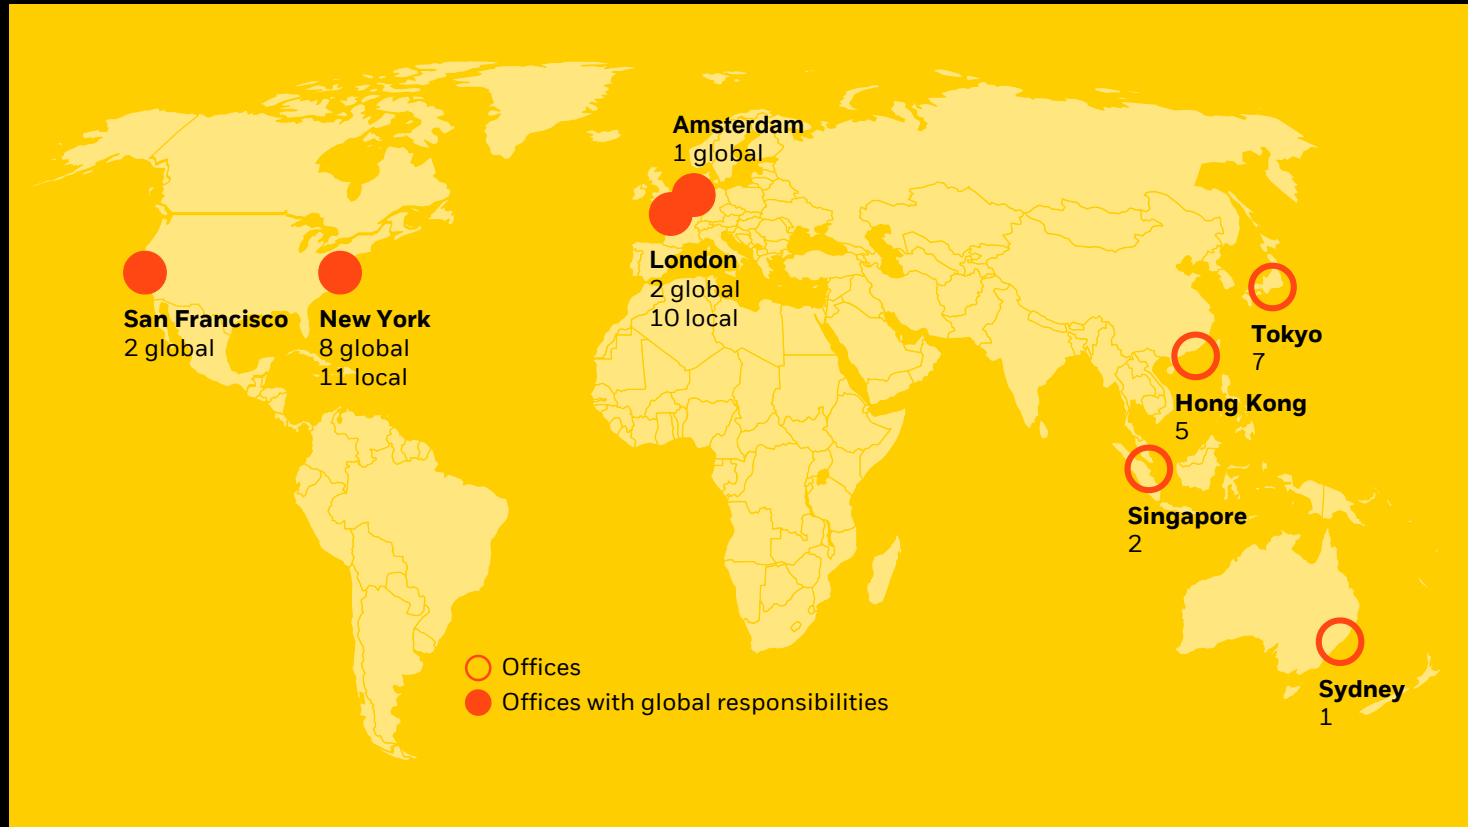 Amsterdam
1 global
London
2 global
10 local
San Francisco
2 global
New York
8 global
11 local
Tokyo
7
Hong Kong
5
Singapore
2
Sydney
1
Offices
Offices with global responsibilities